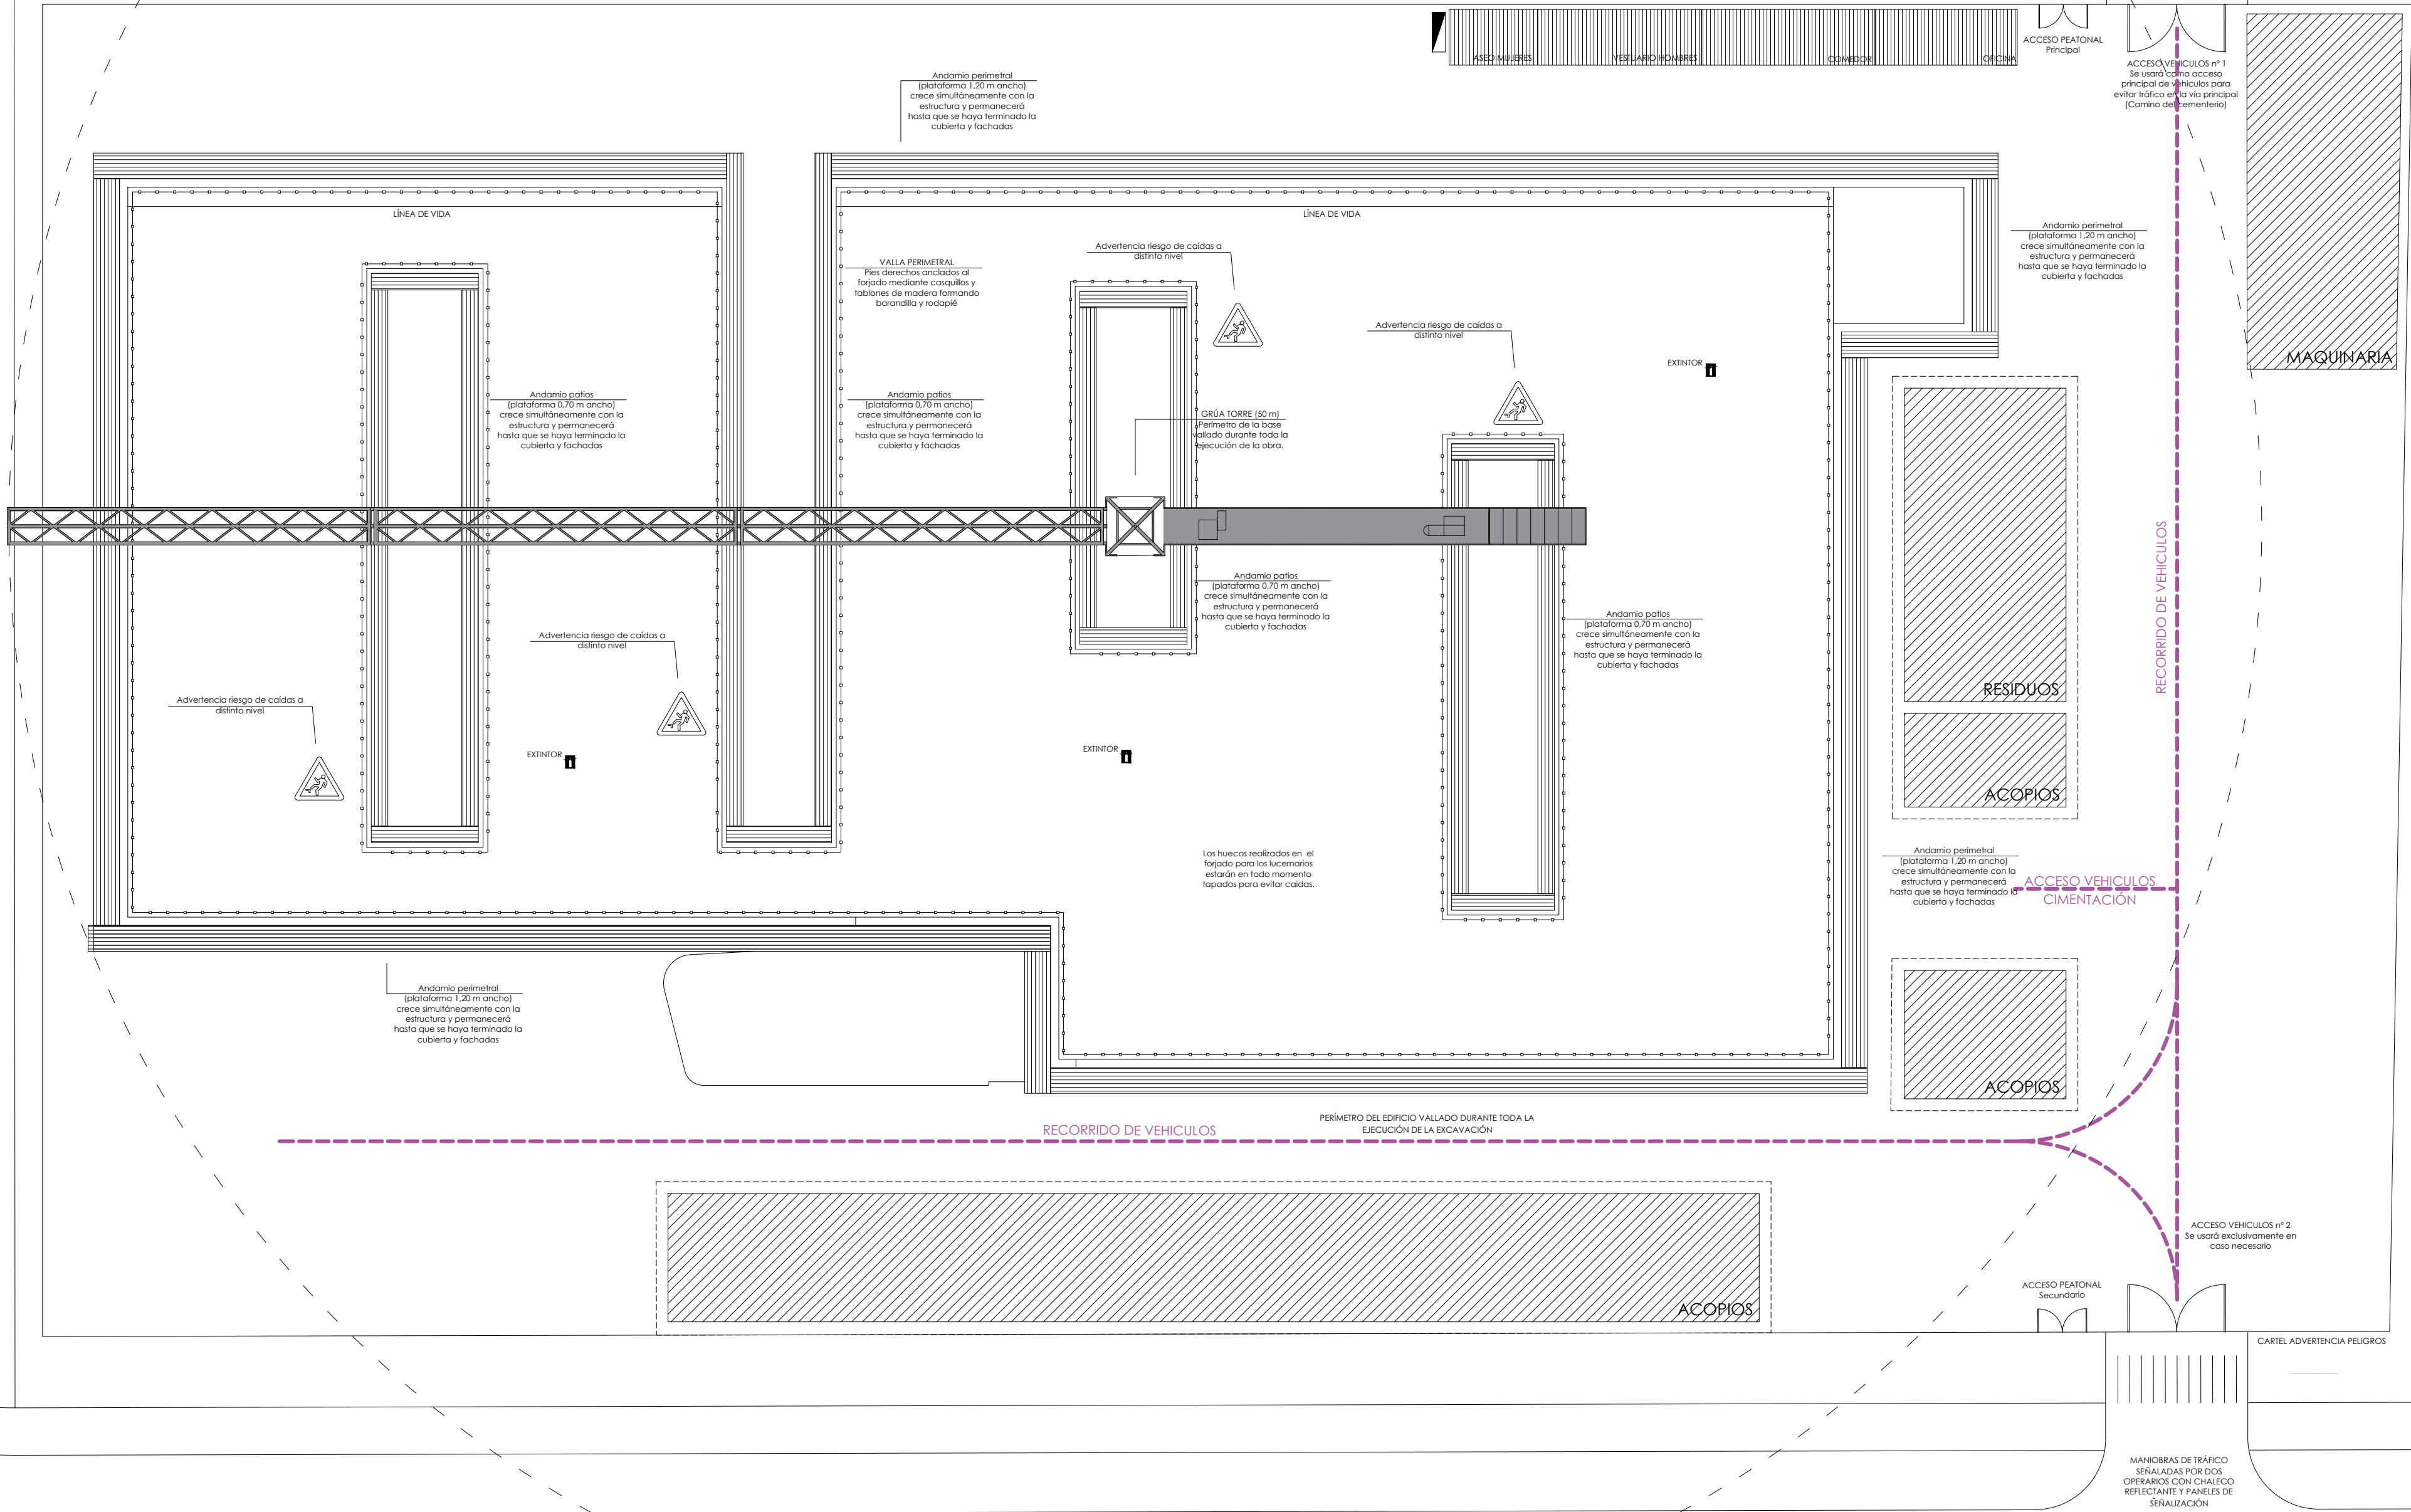 ASEO MUJERES
VESTUARIO HOMBRES
COMEDOR
OFICINA
ACCESO PEATONAL
Principal
ACCESO VEHICULOS nº 1
Se usará como acceso
principal de vehiculos para
evitar tráfico en la vía principal
(Camino del cementerio)
Andamio perimetral
(plataforma 1,20 m ancho)
crece simultáneamente con la
estructura y permanecerá
hasta que se haya terminado la
cubierta y fachadas
LÍNEA DE VIDA
LÍNEA DE VIDA
Andamio perimetral
(plataforma 1,20 m ancho)
crece simultáneamente con la
estructura y permanecerá
hasta que se haya terminado la
cubierta y fachadas
VALLA PERIMETRAL
Pies derechos anclados al
forjado mediante casquillos y
tablones de madera formando
barandilla y rodapié
Advertencia riesgo de caídas a
distinto nivel
Advertencia riesgo de caídas a
distinto nivel
EXTINTOR
MAQUINARIA
Andamio patios
(plataforma 0,70 m ancho)
crece simultáneamente con la
estructura y permanecerá
hasta que se haya terminado la
cubierta y fachadas
Andamio patios
(plataforma 0,70 m ancho)
crece simultáneamente con la
estructura y permanecerá
hasta que se haya terminado la
cubierta y fachadas
GRÚA TORRE (50 m)
Perímetro de la base
vallado durante toda la
ejecución de la obra.
RECORRIDO DE VEHICULOS
Andamio patios
(plataforma 0,70 m ancho)
crece simultáneamente con la
estructura y permanecerá
hasta que se haya terminado la
cubierta y fachadas
Andamio patios
(plataforma 0,70 m ancho)
crece simultáneamente con la
estructura y permanecerá
hasta que se haya terminado la
cubierta y fachadas
Advertencia riesgo de caídas a
distinto nivel
Advertencia riesgo de caídas a
distinto nivel
RESIDUOS
EXTINTOR
EXTINTOR
ACOPIOS
Los huecos realizados en el
forjado para los lucernarios
estarán en todo momento
tapados para evitar caidas.
Andamio perimetral
(plataforma 1,20 m ancho)
crece simultáneamente con la
estructura y permanecerá
hasta que se haya terminado la
cubierta y fachadas
ACCESO VEHICULOS
CIMENTACIÓN
Andamio perimetral
(plataforma 1,20 m ancho)
crece simultáneamente con la
estructura y permanecerá
hasta que se haya terminado la
cubierta y fachadas
ACOPIOS
RECORRIDO DE VEHICULOS
PERÍMETRO DEL EDIFICIO VALLADO DURANTE TODA LA
EJECUCIÓN DE LA EXCAVACIÓN
ACCESO VEHICULOS nº 2
Se usará exclusivamente en
caso necesario
ACOPIOS
ACCESO PEATONAL
Secundario
CARTEL ADVERTENCIA PELIGROS
MANIOBRAS DE TRÁFICO
SEÑALADAS POR DOS
OPERARIOS CON CHALECO
REFLECTANTE Y PANELES DE
SEÑALIZACIÓN